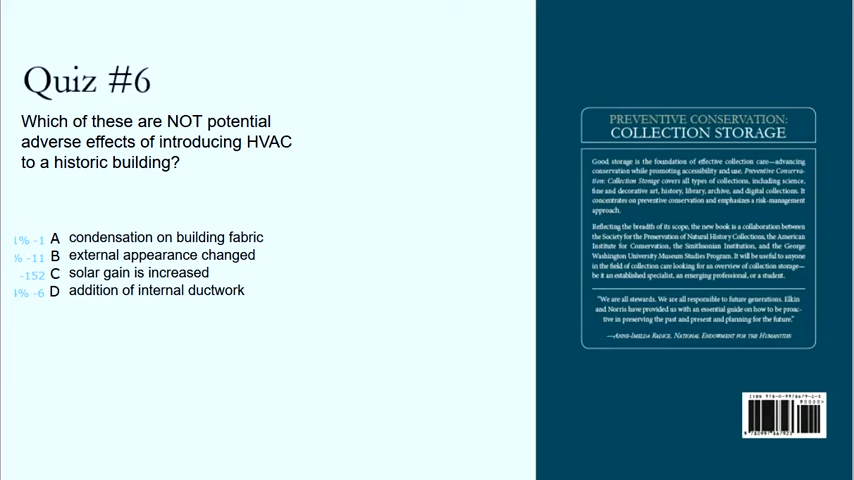 Quiz #6
Which of these are NOT potential
adverse effects of introducing HVAC
to a historic building?
% -1 A condensation on building fabric
% -11 B external appearance changed
-152 C solar gain is increased
% -6 D addition of internal ductwork
PREVENTIVE CONSERVATION:
COLLECTION STORAGE
Good storage is the foundation of effective collection care—advancing
conservation while promoting accessibility and use. Preventive Conserva-
tion: Collection Storage covers all types of collections, including science,
fine and decorative art, history, library, archive, and digital collections. It
concentrates on preventive conservation and emphasizes a risk-management
approach.
Reflecting the breadth of its scope, the new book is a collaboration between
the Society for the Preservation of Natural History Collections, the American
Institute for Conservation, the Smithsonian Institution, and the George
Washington University Museum Studies Program. It will be useful to anyone
in the field of collection care looking for an overview of collection storage—
be it an established specialist, an emerging professional, or a student.
"We are all stewards. We are all responsible to future generations. Elkin
and Norris have provided us with an essential guide on how to be proac-
tive in preserving the past and present and planning for the future."
—Anne-Imelda Radice, National Endowment for the Humanities
90000>